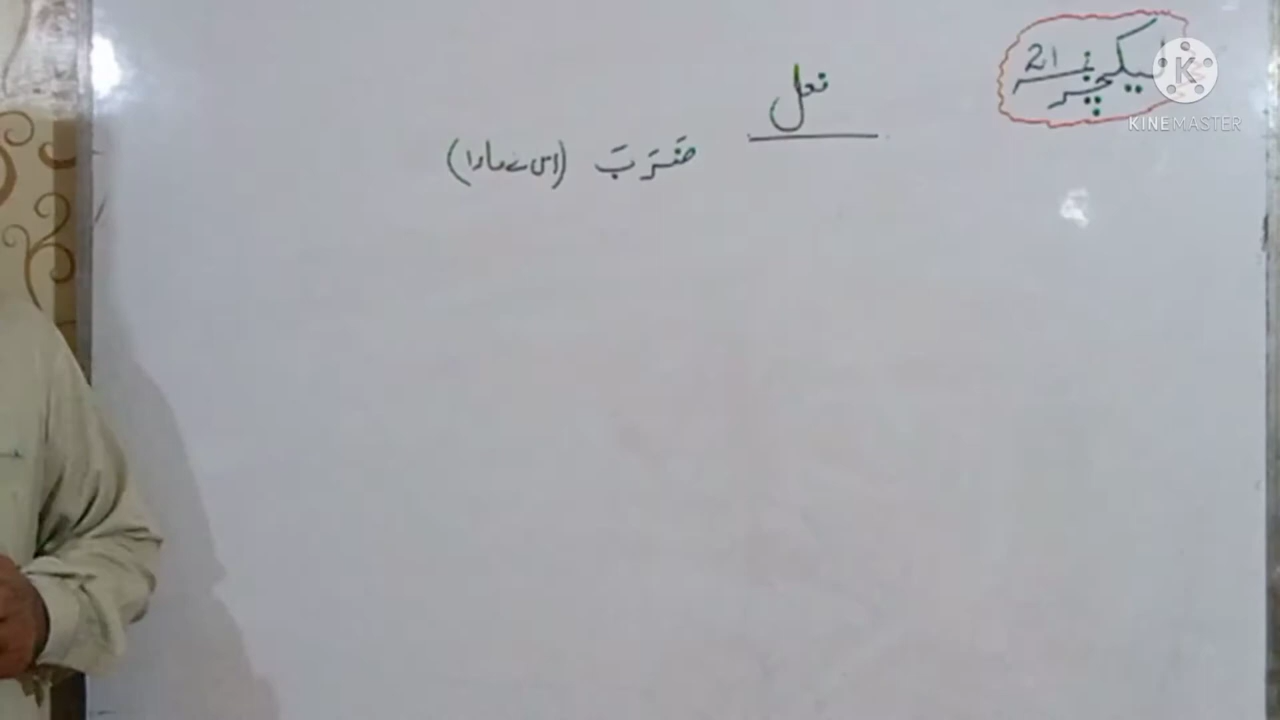 لیکچر نمبر 21
فعل
ضَرَبَ (اس نے مارا)
KINEMASTER